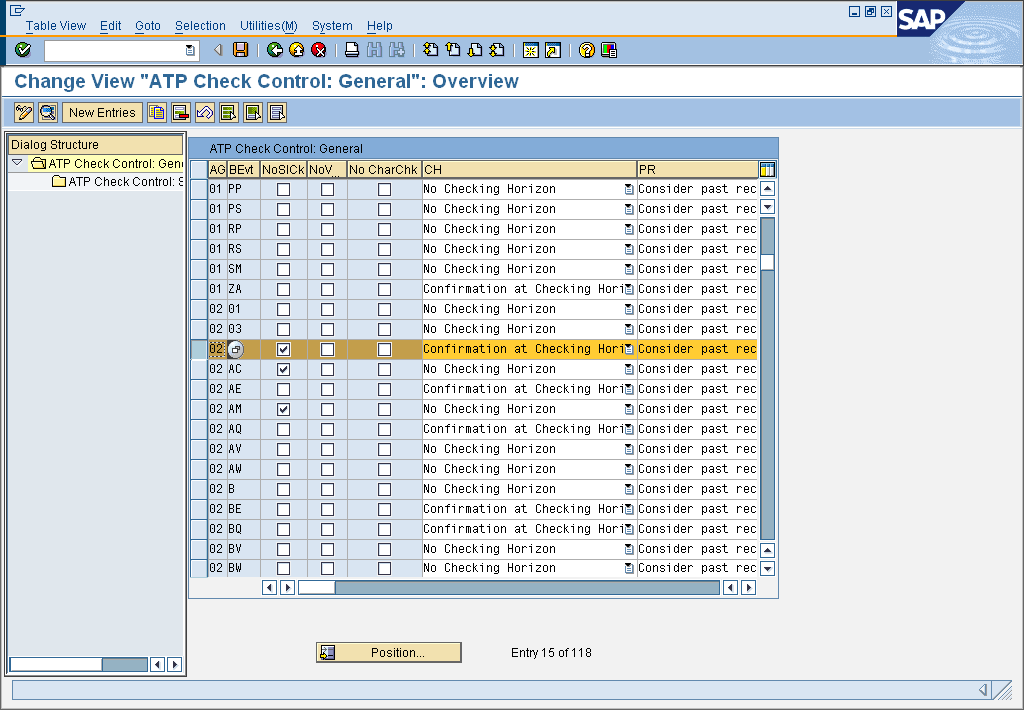 Table View Edit Goto Selection Utilities(M) System Help
SAP
Change View "ATP Check Control: General": Overview
New Entries
Dialog Structure
ATP Check Control: Gen
ATP Check Control: S
ATP Check Control: General
AG BEvt NoSlCk NoV... No CharChk CH PR
01 PP No Checking Horizon Consider past rec
01 PS No Checking Horizon Consider past rec
01 RP No Checking Horizon Consider past rec
01 RS No Checking Horizon Consider past rec
01 SM No Checking Horizon Consider past rec
01 ZA Confirmation at Checking Hori Consider past rec
02 01 No Checking Horizon Consider past rec
02 03 No Checking Horizon Consider past rec
02 Confirmation at Checking Hori Consider past rec
02 AC No Checking Horizon Consider past rec
02 AE Confirmation at Checking Hori Consider past rec
02 AM No Checking Horizon Consider past rec
02 AQ Confirmation at Checking Hori Consider past rec
02 AV No Checking Horizon Consider past rec
02 AW No Checking Horizon Consider past rec
02 B No Checking Horizon Consider past rec
02 BE Confirmation at Checking Hori Consider past rec
02 BQ Confirmation at Checking Hori Consider past rec
02 BV No Checking Horizon Consider past rec
02 BW No Checking Horizon Consider past rec
Position... Entry 15 of 118